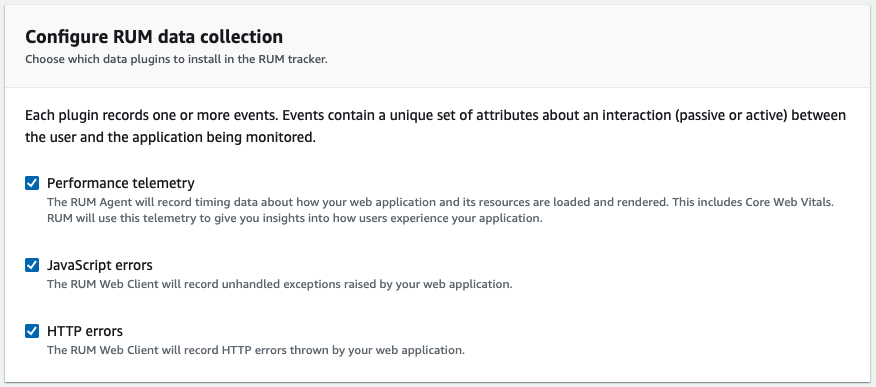 Configure RUM data collection
Choose which data plugins to install in the RUM tracker.
Each plugin records one or more events. Events contain a unique set of attributes about an interaction (passive or active) between
the user and the application being monitored.
Performance telemetry
The RUM Agent will record timing data about how your web application and its resources are loaded and rendered. This includes Core Web Vitals.
RUM will use this telemetry to give you insights into how users experience your application.
JavaScript errors
The RUM Web Client will record unhandled exceptions raised by your web application.
HTTP errors
The RUM Web Client will record HTTP errors thrown by your web application.